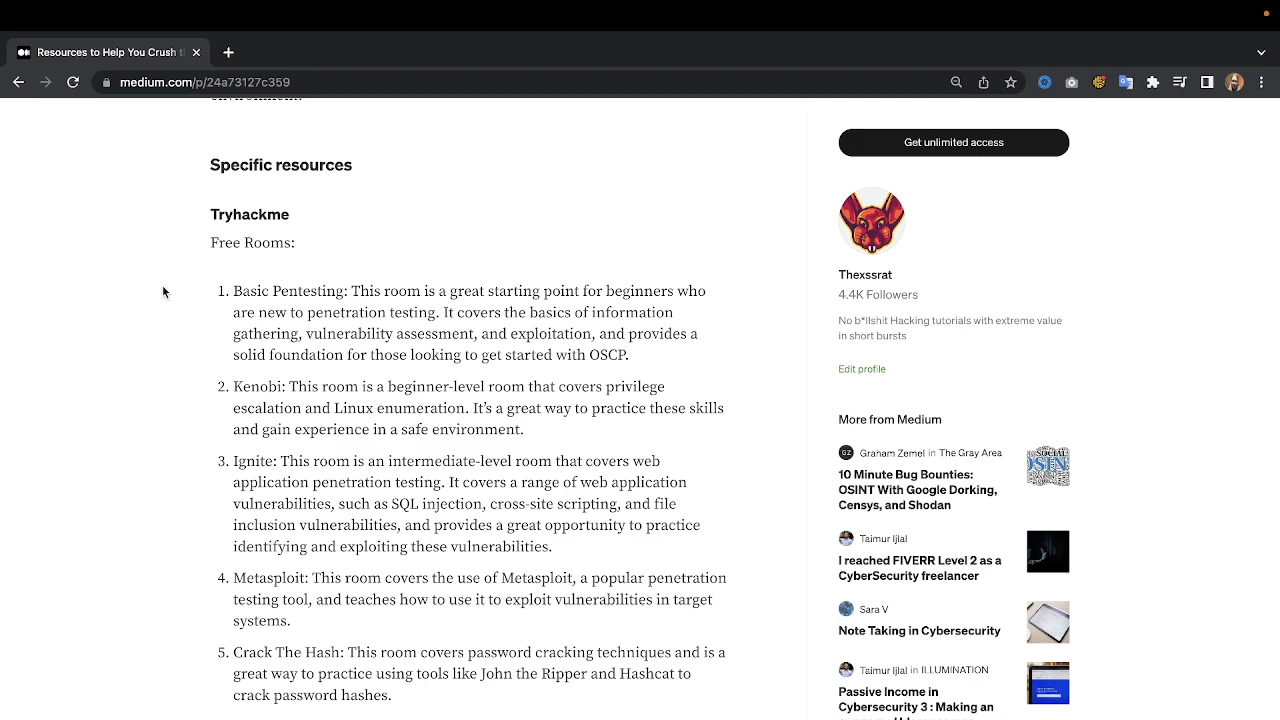 Resources to Help You Crush t
medium.com/p/24a73127c359
Specific resources
Tryhackme
Free Rooms:
1. Basic Pentesting: This room is a great starting point for beginners who
are new to penetration testing. It covers the basics of information
gathering, vulnerability assessment, and exploitation, and provides a
solid foundation for those looking to get started with OSCP.
2. Kenobi: This room is a beginner-level room that covers privilege
escalation and Linux enumeration. It’s a great way to practice these skills
and gain experience in a safe environment.
3. Ignite: This room is an intermediate-level room that covers web
application penetration testing. It covers a range of web application
vulnerabilities, such as SQL injection, cross-site scripting, and file
inclusion vulnerabilities, and provides a great opportunity to practice
identifying and exploiting these vulnerabilities.
4. Metasploit: This room covers the use of Metasploit, a popular penetration
testing tool, and teaches how to use it to exploit vulnerabilities in target
systems.
5. Crack The Hash: This room covers password cracking techniques and is a
great way to practice using tools like John the Ripper and Hashcat to
crack password hashes.
Get unlimited access
Thexssrat
4.4K Followers
No b*llshit Hacking tutorials with extreme value
in short bursts
Edit profile
More from Medium
GZ Graham Zemel in The Gray Area
10 Minute Bug Bounties:
OSINT With Google Dorking,
Censys, and Shodan
SOCIAL
OSIN
Taimur Ijlal
I reached FIVERR Level 2 as a
CyberSecurity freelancer
Sara V
Note Taking in Cybersecurity
Taimur Ijlal in ILLUMINATION
Passive Income in
Cybersecurity 3 : Making an